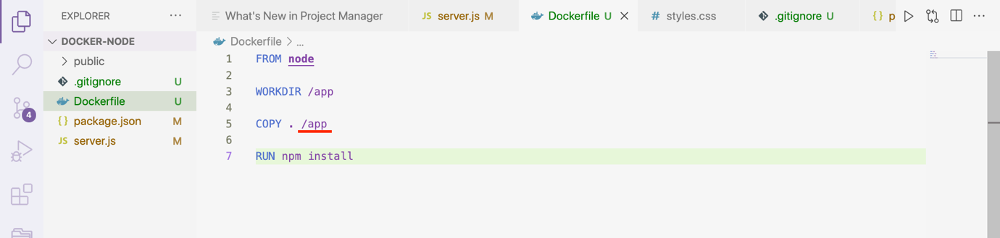 EXPLORER ...
What's New in Project Manager
JS server.js M
Dockerfile U
# styles.css
.gitignore U
{} p
DOCKER-NODE
Dockerfile > ...
public
.gitignore U
Dockerfile U
{} package.json M
JS server.js M
4
1 FROM node
2
3 WORKDIR /app
4
5 COPY . /app
6
7 RUN npm install